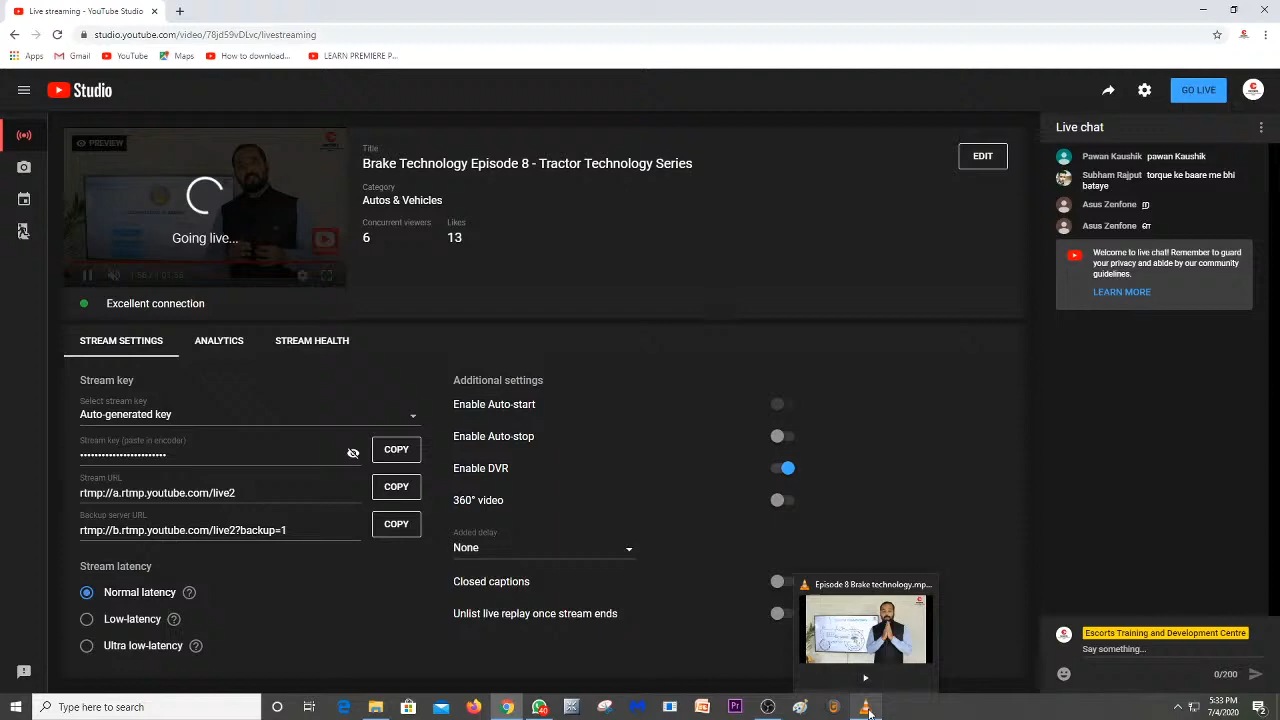 Live streaming - YouTube Studio
studio.youtube.com/video/78jd59vDLvc/livestreaming
Apps
Gmail
YouTube
Maps
How to download...
LEARN PREMIERE P...
Studio
GO LIVE
PREVIEW
Going live...
1:56 / 01:58
Excellent connection
Title
Brake Technology Episode 8 - Tractor Technology Series
Category
Autos & Vehicles
Concurrent viewers
Likes
6
13
EDIT
STREAM SETTINGS
ANALYTICS
STREAM HEALTH
Stream key
Select stream key
Auto-generated key
Stream key (paste in encoder)
••••••••••••••••••••••••
COPY
Stream URL
rtmp://a.rtmp.youtube.com/live2
COPY
Backup server URL
rtmp://b.rtmp.youtube.com/live2?backup=1
COPY
Stream latency
Normal latency
Low-latency
Ultra low-latency
Additional settings
Enable Auto-start
Enable Auto-stop
Enable DVR
360° video
Added delay
None
Closed captions
Unlist live replay once stream ends
Live chat
Pawan Kaushik pawan Kaushik
Subham Rajput torque ke baare me bhi
bataye
Asus Zenfone
Asus Zenfone
Welcome to live chat! Remember to guard
your privacy and abide by our community
guidelines.
LEARN MORE
Escorts Training and Development Centre
Say something...
0/200
Episode 8 Brake technology.mp...
Type here to search
40
5:33 PM
7/4/2020
2